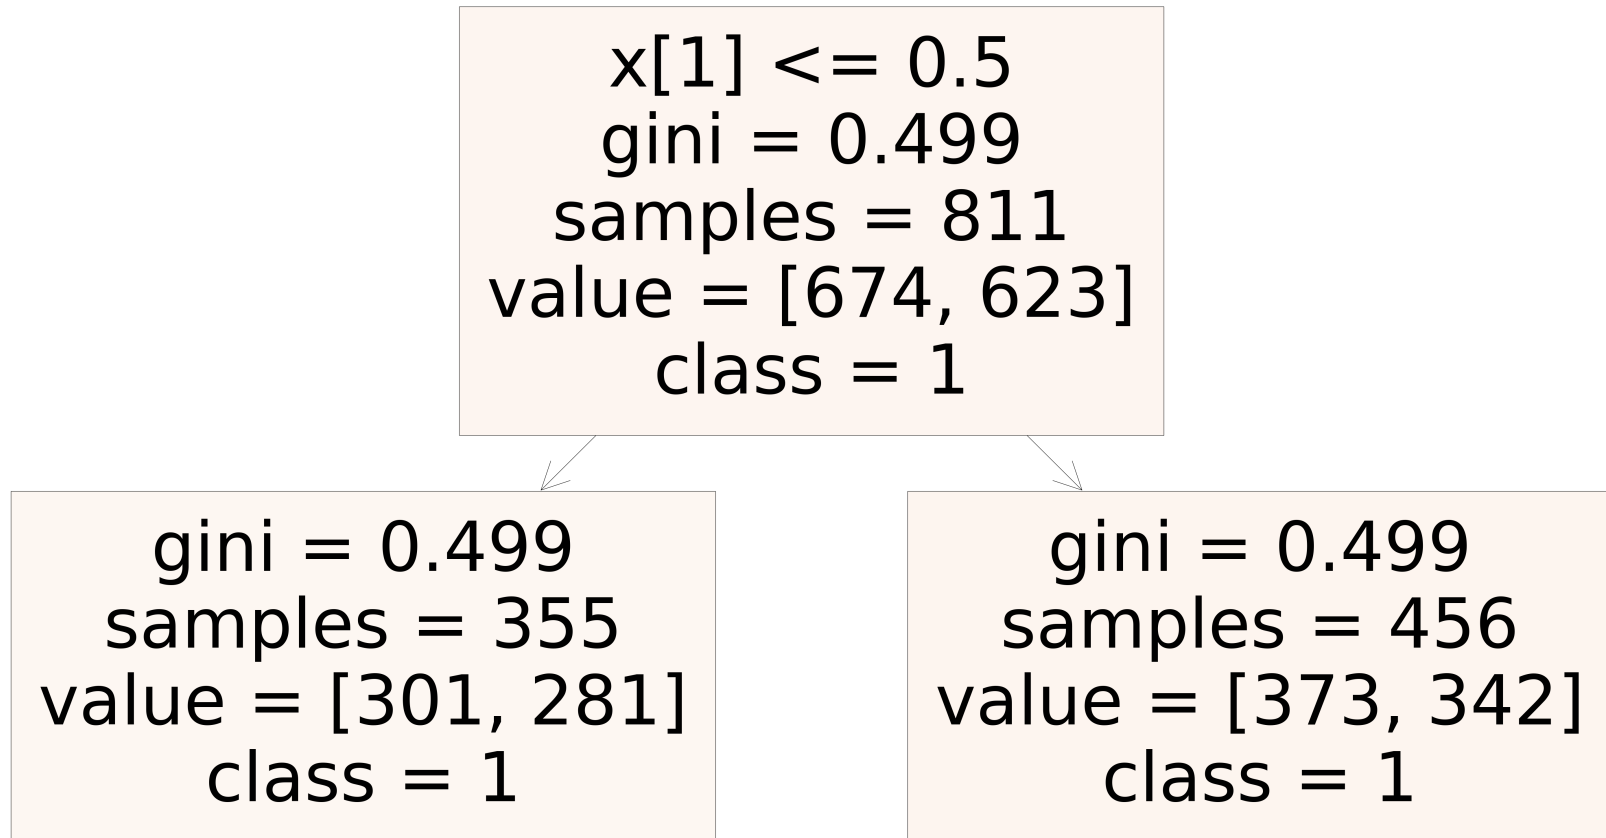 x[1] <= 0.5
gini = 0.499
samples = 811
value = [674, 623]
class = 1
gini = 0.499
samples = 355
value = [301, 281]
class = 1
gini = 0.499
samples = 456
value = [373, 342]
class = 1